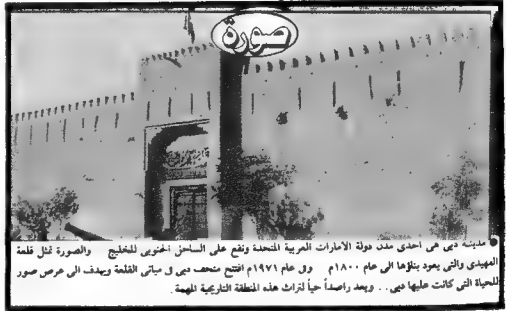 صورة
● مدينة دبي هي احدى مدن دولة الامارات العربية المتحدة وتقع على الساحل الجنوبي للخليج والصورة تمثل قلعة
الفهيدي والتي يعود بناؤها الى عام ١٨٠٠م وفي عام ١٩٧١م افتتح متحف دبي في مباني القلعة ويهدف الى عرض صور
للحياة التي كانت عليها دبي . . ويعد راصداً حياً لتراث هذه المنطقة التاريخية المهمة .